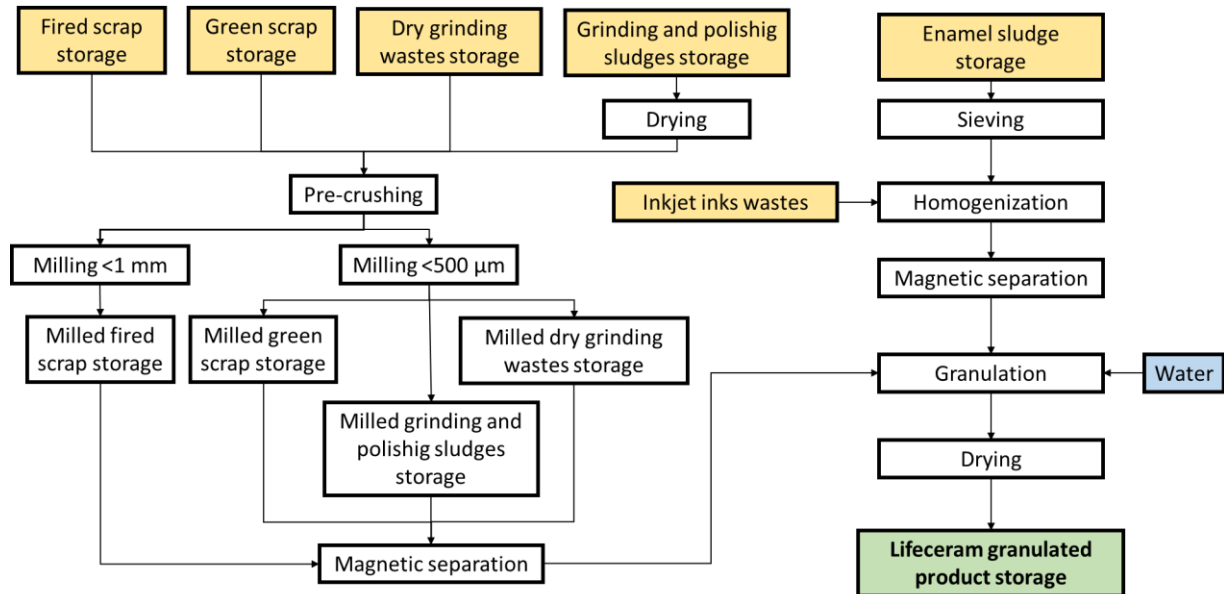 Fired scrap
storage
Green scrap
storage
Dry grinding
wastes storage
Grinding and polishig
sludges storage
Enamel sludge
storage
Drying
Sieving
Pre-crushing
Inkjet inks wastes
Homogenization
Milling <1 mm
Milling <500 µm
Magnetic separation
Milled fired
scrap storage
Milled green
scrap storage
Milled dry grinding
wastes storage
Granulation
Water
Milled grinding and
polishig sludges
storage
Drying
Magnetic separation
Lifeceram granulated
product storage